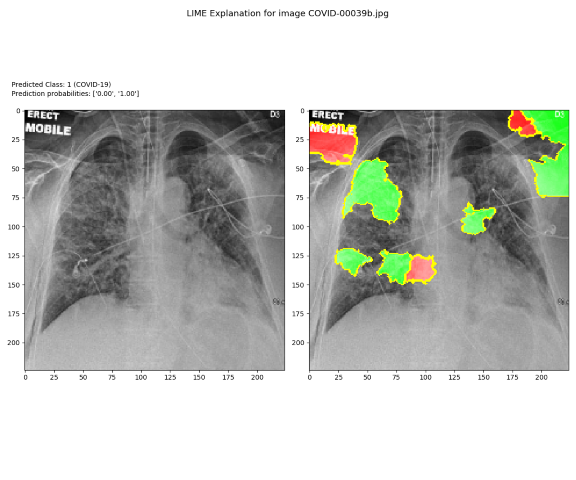 LIME Explanation for image COVID-00039b.jpg
Predicted Class: 1 (COVID-19)
Prediction probabilities: ['0.00', '1.00']
ERECT
MOBILE
0
25
50
75
100
125
150
175
200
0 25 50 75 100 125 150 175 200
ERECT
MOBILE
0
25
50
75
100
125
150
175
200
0 25 50 75 100 125 150 175 200